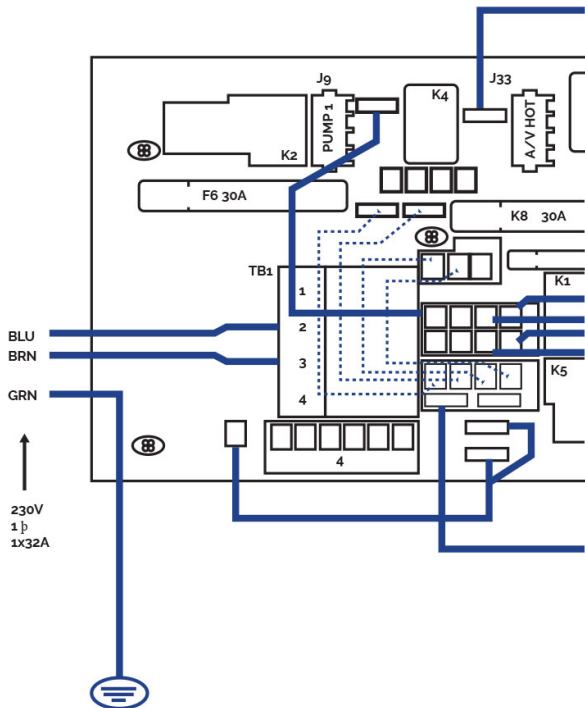 J9
J33
PUMP 1
K4
A/V HOT
K2
F6 30A
K8 30A
TB1
K1
1
2
3
4
BLU
BRN
GRN
K5
4
230V
1 þ
1x32A